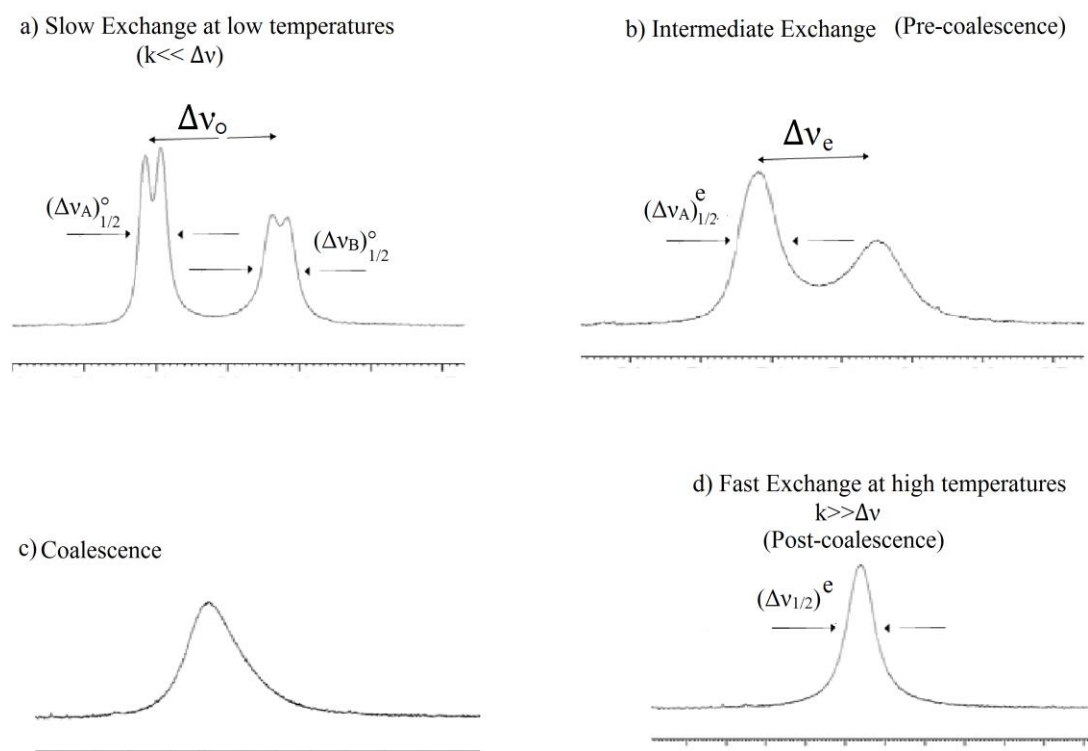 a) Slow Exchange at low temperatures
(k<< Δν)
Δν₀
(ΔνA)°1/2
(ΔνB)°1/2
b) Intermediate Exchange (Pre-coalescence)
Δνe
(ΔνA)e1/2
c) Coalescence
d) Fast Exchange at high temperatures
k>>Δν
(Post-coalescence)
(Δν1/2)e